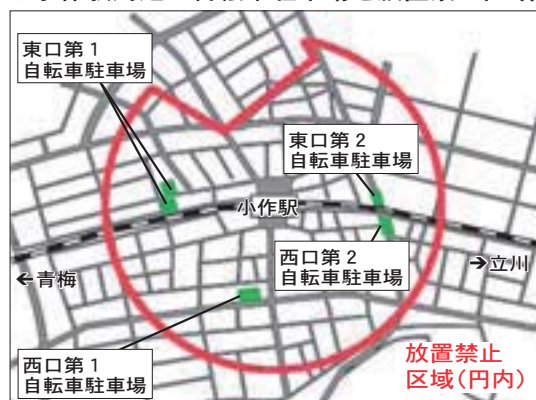 東口第1
自転車駐車場
東口第2
自転車駐車場
小作駅
西口第2
自転車駐車場
←青梅
→立川
西口第1
自転車駐車場
放置禁止
区域(円内)